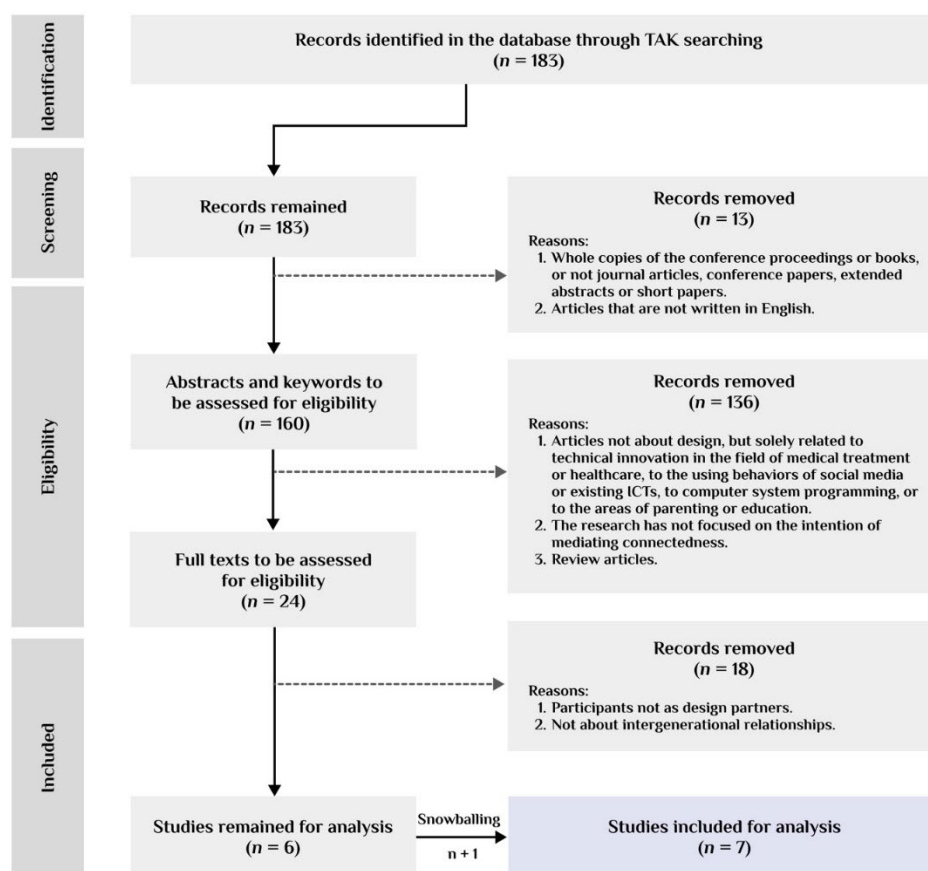 Identification
Records identified in the database through TAK searching
(n = 183)
Screening
Records remained
(n = 183)
Records removed
(n = 13)
Reasons:
1. Whole copies of the conference proceedings or books,
or not journal articles, conference papers, extended
abstracts or short papers.
2. Articles that are not written in English.
Eligibility
Abstracts and keywords to
be assessed for eligibility
(n = 160)
Records removed
(n = 136)
Reasons:
1. Articles not about design, but solely related to
technical innovation in the field of medical treatment
or healthcare, to the using behaviors of social media
or existing ICTs, to computer system programming, or
to the areas of parenting or education.
2. The research has not focused on the intention of
mediating connectedness.
3. Review articles.
Full texts to be assessed
for eligibility
(n = 24)
Included
Records removed
(n = 18)
Reasons:
1. Participants not as design partners.
2. Not about intergenerational relationships.
Studies remained for analysis
(n = 6)
Snowballing
n + 1
Studies included for analysis
(n = 7)